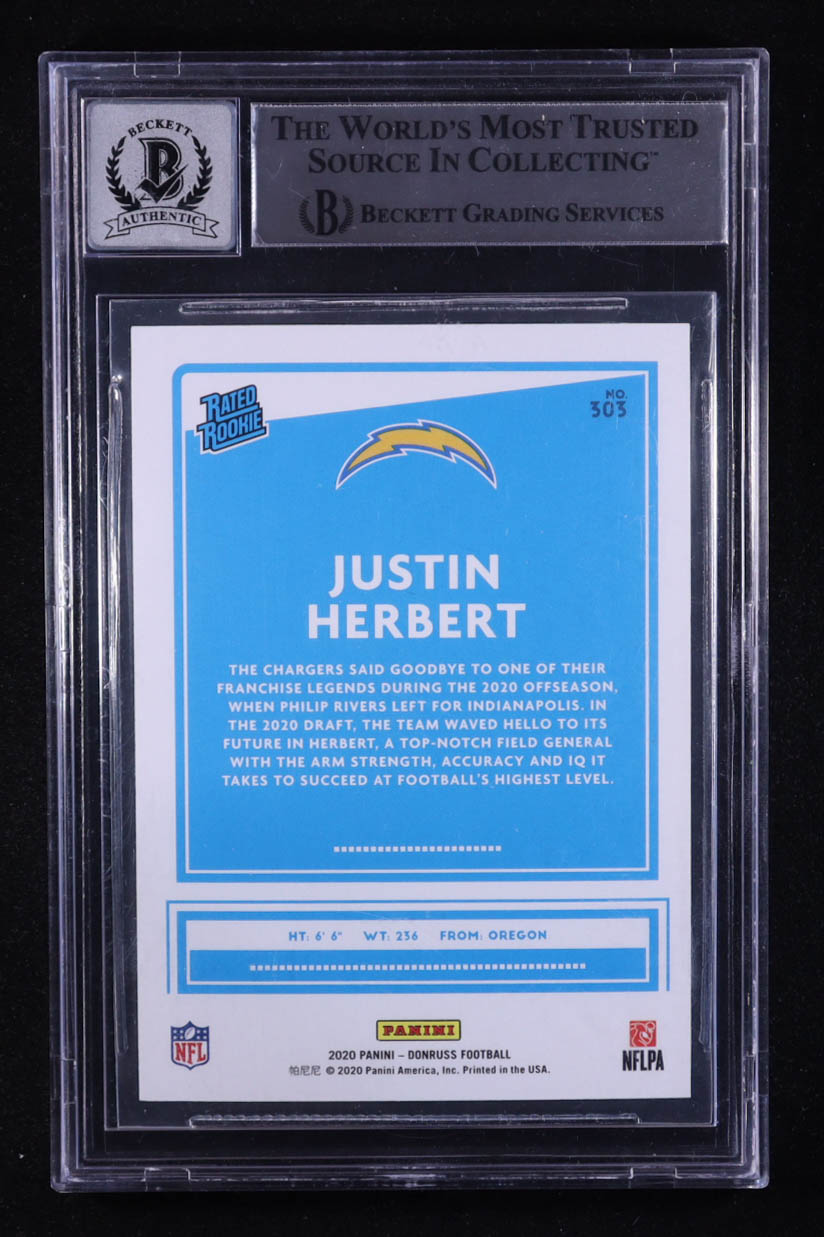 BECKETT
B
AUTHENTIC
THE WORLD'S MOST TRUSTED
SOURCE IN COLLECTING™
B BECKETT GRADING SERVICES
RATED
ROOKIE
NO.
303
JUSTIN
HERBERT
THE CHARGERS SAID GOODBYE TO ONE OF THEIR
FRANCHISE LEGENDS DURING THE 2020 OFFSEASON,
WHEN PHILIP RIVERS LEFT FOR INDIANAPOLIS. IN
THE 2020 DRAFT, THE TEAM WAVED HELLO TO ITS
FUTURE IN HERBERT, A TOP-NOTCH FIELD GENERAL
WITH THE ARM STRENGTH, ACCURACY AND IQ IT
TAKES TO SUCCEED AT FOOTBALL'S HIGHEST LEVEL.
HT: 6' 6" WT: 236 FROM: OREGON
PANINI
NFL
2020 PANINI – DONRUSS FOOTBALL
帕尼尼 © 2020 Panini America, Inc. Printed in the USA.
NFLPA